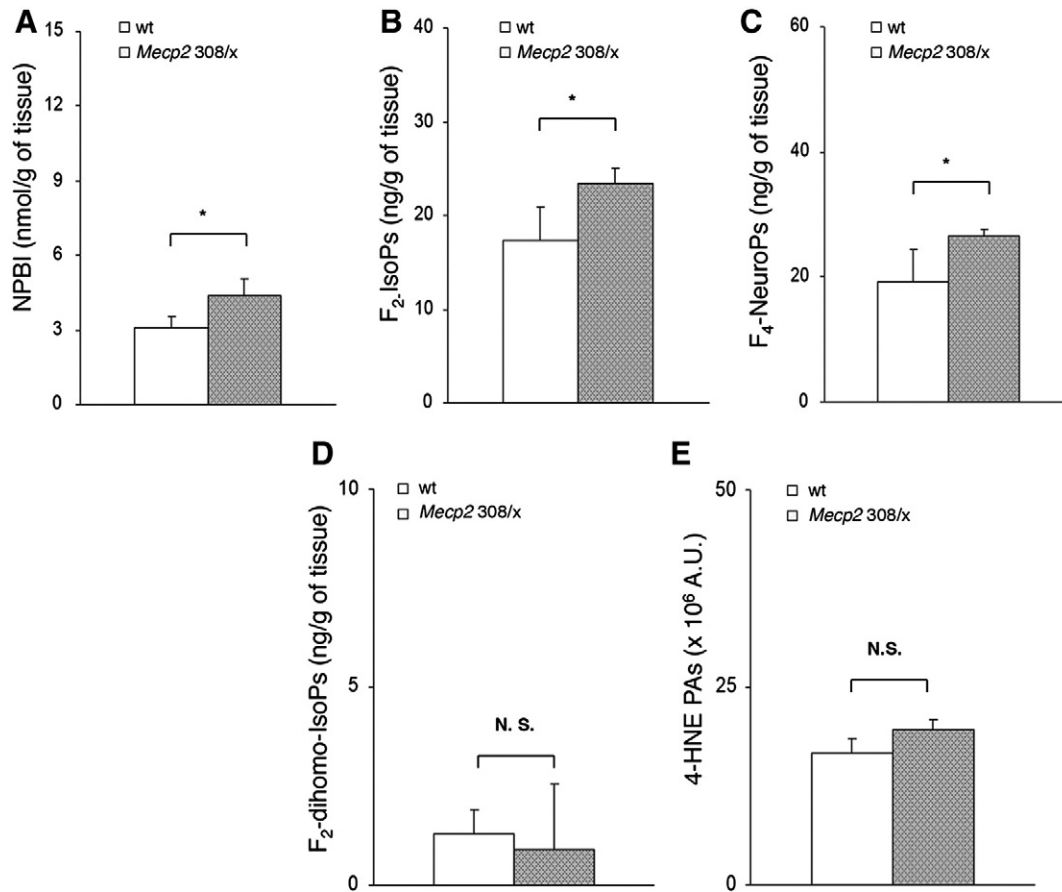 A
NPBI (nmol/g of tissue)
15
12
9
6
3
0
wt
Mecp2 308/x
*
B
F₂-IsoPs (ng/g of tissue)
40
30
20
10
0
wt
Mecp2 308/x
*
C
F₄-NeuroPs (ng/g of tissue)
60
40
20
0
wt
Mecp2 308/x
*
D
F₂-dihomo-IsoPs (ng/g of tissue)
10
5
0
wt
Mecp2 308/x
N. S.
E
4-HNE PAs (x 10⁶ A.U.)
50
25
0
wt
Mecp2 308/x
N.S.